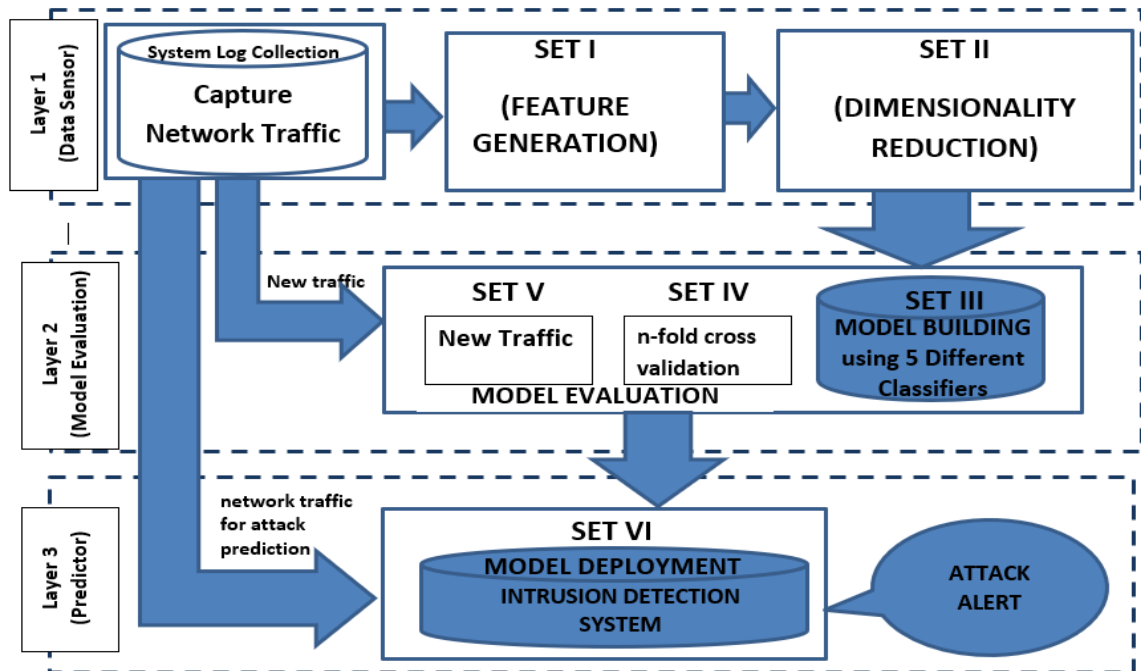 Layer 1
(Data Sensor)
System Log Collection
Capture
Network Traffic
SET I
(FEATURE
GENERATION)
SET II
(DIMENSIONALITY
REDUCTION)
Layer 2
(Model Evaluation)
New traffic
SET V
New Traffic
SET IV
n-fold cross
validation
MODEL EVALUATION
SET III
MODEL BUILDING
using 5 Different
Classifiers
Layer 3
(Predictor)
network traffic
for attack
prediction
SET VI
MODEL DEPLOYMENT
INTRUSION DETECTION
SYSTEM
ATTACK
ALERT